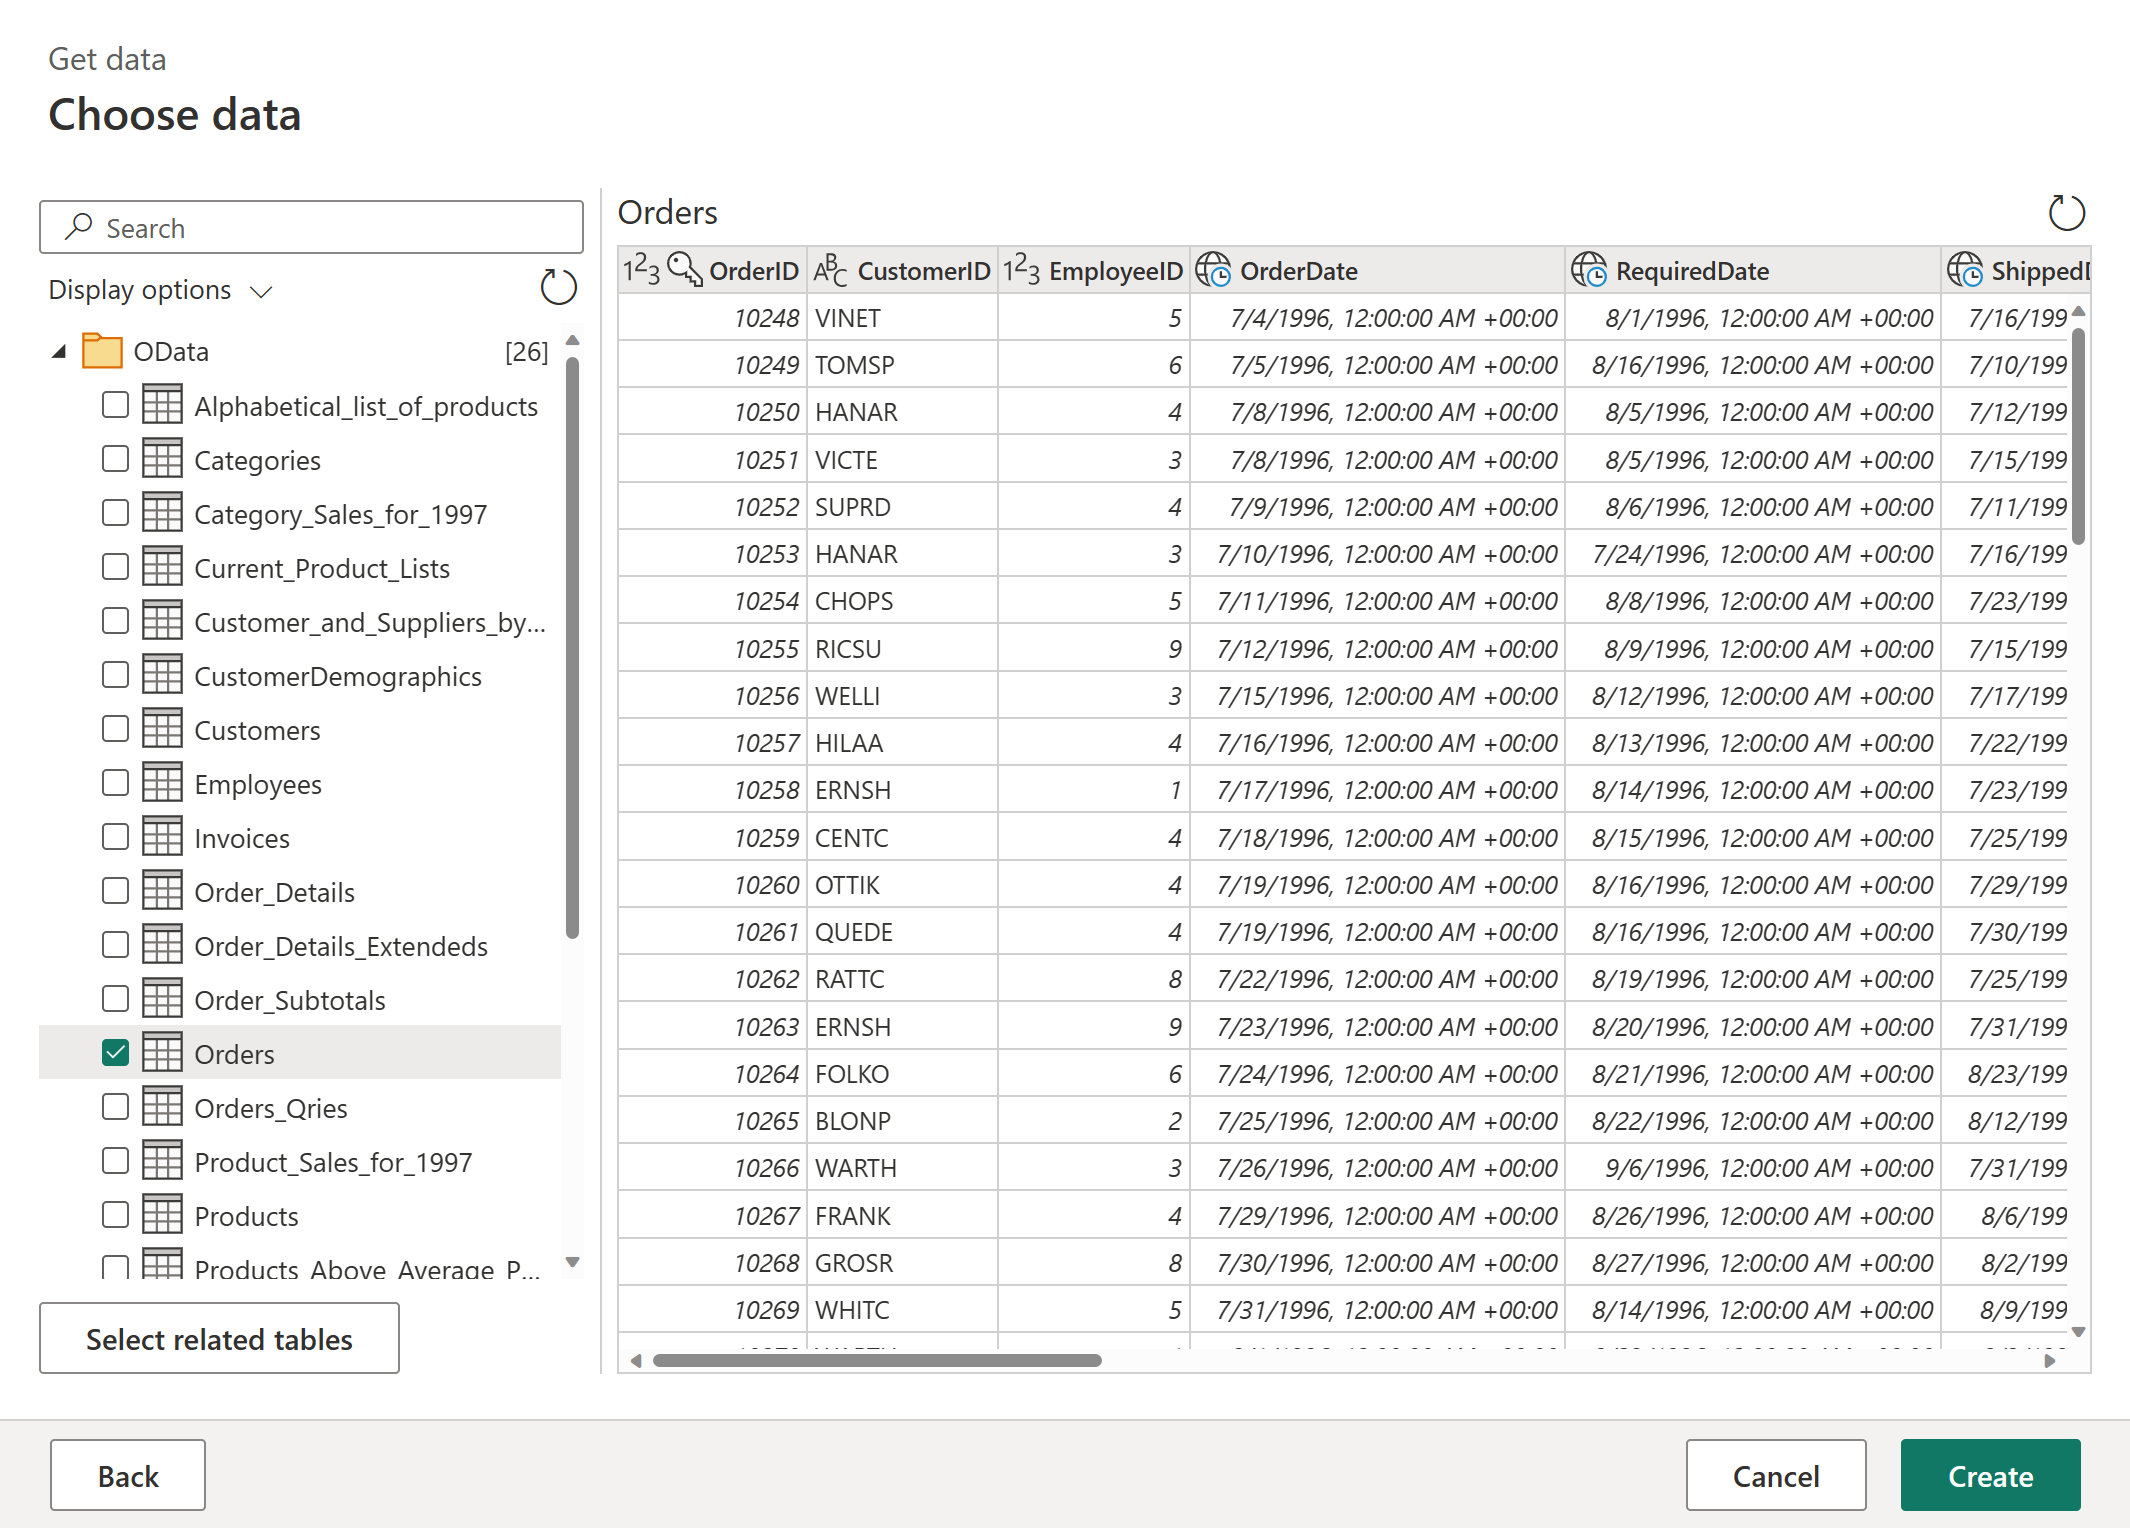 Get data
Choose data
Search
Display options
OData [26]
Alphabetical_list_of_products
Categories
Category_Sales_for_1997
Current_Product_Lists
Customer_and_Suppliers_by...
CustomerDemographics
Customers
Employees
Invoices
Order_Details
Order_Details_Extendeds
Order_Subtotals
Orders
Orders_Qries
Product_Sales_for_1997
Products
Products_Above_Average_P...
Select related tables
Orders
123 OrderID ABC CustomerID 123 EmployeeID OrderDate RequiredDate ShippedD
10248 VINET 5 7/4/1996, 12:00:00 AM +00:00 8/1/1996, 12:00:00 AM +00:00 7/16/199
10249 TOMSP 6 7/5/1996, 12:00:00 AM +00:00 8/16/1996, 12:00:00 AM +00:00 7/10/199
10250 HANAR 4 7/8/1996, 12:00:00 AM +00:00 8/5/1996, 12:00:00 AM +00:00 7/12/199
10251 VICTE 3 7/8/1996, 12:00:00 AM +00:00 8/5/1996, 12:00:00 AM +00:00 7/15/199
10252 SUPRD 4 7/9/1996, 12:00:00 AM +00:00 8/6/1996, 12:00:00 AM +00:00 7/11/199
10253 HANAR 3 7/10/1996, 12:00:00 AM +00:00 7/24/1996, 12:00:00 AM +00:00 7/16/199
10254 CHOPS 5 7/11/1996, 12:00:00 AM +00:00 8/8/1996, 12:00:00 AM +00:00 7/23/199
10255 RICSU 9 7/12/1996, 12:00:00 AM +00:00 8/9/1996, 12:00:00 AM +00:00 7/15/199
10256 WELLI 3 7/15/1996, 12:00:00 AM +00:00 8/12/1996, 12:00:00 AM +00:00 7/17/199
10257 HILAA 4 7/16/1996, 12:00:00 AM +00:00 8/13/1996, 12:00:00 AM +00:00 7/22/199
10258 ERNSH 1 7/17/1996, 12:00:00 AM +00:00 8/14/1996, 12:00:00 AM +00:00 7/23/199
10259 CENTC 4 7/18/1996, 12:00:00 AM +00:00 8/15/1996, 12:00:00 AM +00:00 7/25/199
10260 OTTIK 4 7/19/1996, 12:00:00 AM +00:00 8/16/1996, 12:00:00 AM +00:00 7/29/199
10261 QUEDE 4 7/19/1996, 12:00:00 AM +00:00 8/16/1996, 12:00:00 AM +00:00 7/30/199
10262 RATTC 8 7/22/1996, 12:00:00 AM +00:00 8/19/1996, 12:00:00 AM +00:00 7/25/199
10263 ERNSH 9 7/23/1996, 12:00:00 AM +00:00 8/20/1996, 12:00:00 AM +00:00 7/31/199
10264 FOLKO 6 7/24/1996, 12:00:00 AM +00:00 8/21/1996, 12:00:00 AM +00:00 8/23/199
10265 BLONP 2 7/25/1996, 12:00:00 AM +00:00 8/22/1996, 12:00:00 AM +00:00 8/12/199
10266 WARTH 3 7/26/1996, 12:00:00 AM +00:00 9/6/1996, 12:00:00 AM +00:00 7/31/199
10267 FRANK 4 7/29/1996, 12:00:00 AM +00:00 8/26/1996, 12:00:00 AM +00:00 8/6/199
10268 GROSR 8 7/30/1996, 12:00:00 AM +00:00 8/27/1996, 12:00:00 AM +00:00 8/2/199
10269 WHITC 5 7/31/1996, 12:00:00 AM +00:00 8/14/1996, 12:00:00 AM +00:00 8/9/199
Back
Cancel
Create